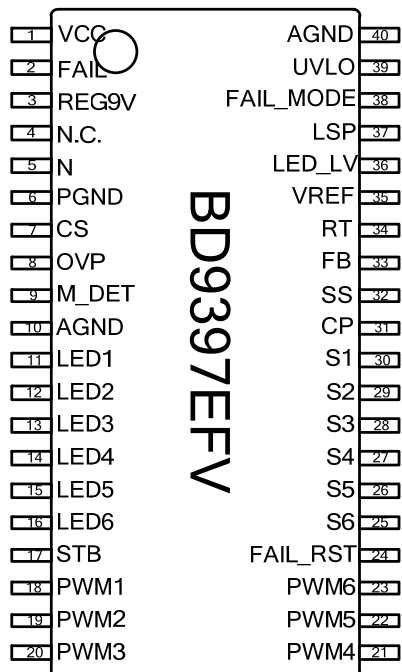 1 VCC AGND 40
2 FAIL UVLO 39
3 REG9V FAIL_MODE 38
4 N.C. LSP 37
5 N LED_LV 36
6 PGND VREF 35
7 CS RT 34
8 OVP FB 33
9 M_DET SS 32
10 AGND CP 31
11 LED1 S1 30
12 LED2 S2 29
13 LED3 S3 28
14 LED4 S4 27
15 LED5 S5 26
16 LED6 S6 25
17 STB FAIL_RST 24
18 PWM1 PWM6 23
19 PWM2 PWM5 22
20 PWM3 PWM4 21
BD9397EFV